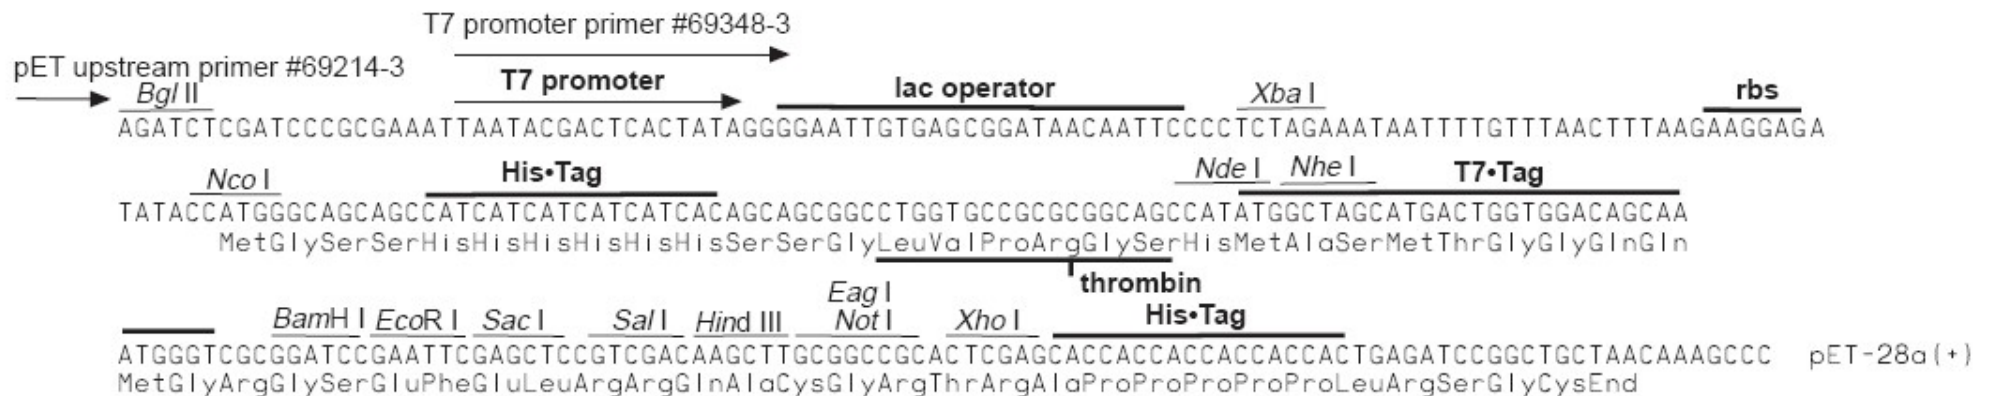 T7 promoter primer #69348-3
pET upstream primer #69214-3
Bgl II T7 promoter lac operator Xba I rbs
AGATCTCGATCCCGCGAAATTAATACGACTCACTATAGGGGAATTGTGAGCGGATAACAATTCCCCTCTAGAAATAATTTTGTTTAACTTTAAGAAGGAGA
Nco I His•Tag Nde I Nhe I T7•Tag
TATACCATGGGCAGCAGCCATCATCATCATCATCACAGCAGCGGCCTGGTGCCGCGCGGCAGCCATATGGCTAGCATGACTGGTGGACAGCAA
MetGlySerSerHisHisHisHisHisHisSerSerGlyLeuValProArgGlySerHisMetAlaSerMetThrGlyGlyGlnGln
thrombin
Eag I
BamH I EcoR I Sac I Sal I Hind III Not I Xho I His•Tag
ATGGGTCGCGGATCCGAATTCGAGCTCCGTCGACAAGCTTGCGGCCGCACTCGAGCACCACCACCACCACCACTGAGATCCGGCTGCTAACAAAGCCC pET-28a(+)
MetGlyArgGlySerGluPheGluLeuArgArgGlnAlaCysGlyArgThrArgAlaProProProProProLeuArgSerGlyCysEnd